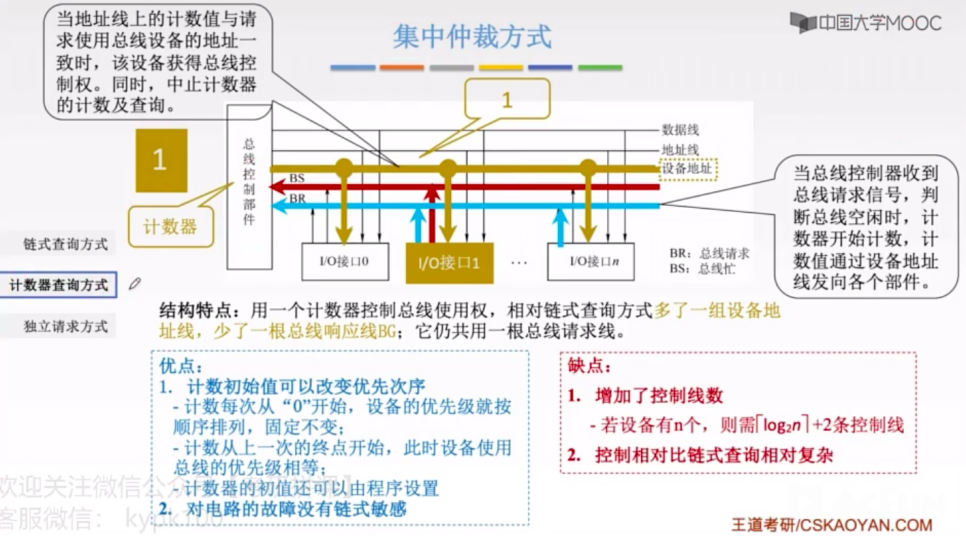 当地址线上的计数值与请
求使用总线设备的地址一
致时，该设备获得总线控
制权。同时，中止计数器
的计数及查询。
集中仲裁方式
中国大学MOOC
1
1
计数器
总线控制部件
数据线
地址线
设备地址
BS
BR
I/O接口0
I/O接口1
...
I/O接口n
BR：总线请求
BS：总线忙
当总线控制器收到
总线请求信号，判
断总线空闲时，计
数器开始计数，计
数值通过设备地址
线发向各个部件。
链式查询方式
计数器查询方式
独立请求方式
结构特点：用一个计数器控制总线使用权，相对链式查询方式多了一组设备地
址线，少了一根总线响应线BG；它仍共用一根总线请求线。
优点：
1. 计数初始值可以改变优先次序
- 计数每次从“0”开始，设备的优先级就按
顺序排列，固定不变；
- 计数从上一次的终点开始，此时设备使用
总线的优先级相等；
- 计数器的初值还可以由程序设置
2. 对电路的故障没有链式敏感
缺点：
1. 增加了控制线数
- 若设备有n个，则需⌈log₂n⌉+2条控制线
2. 控制相对比链式查询相对复杂
欢迎关注微信公众
客服微信： kypk100
王道考研/CSKAOYAN.COM